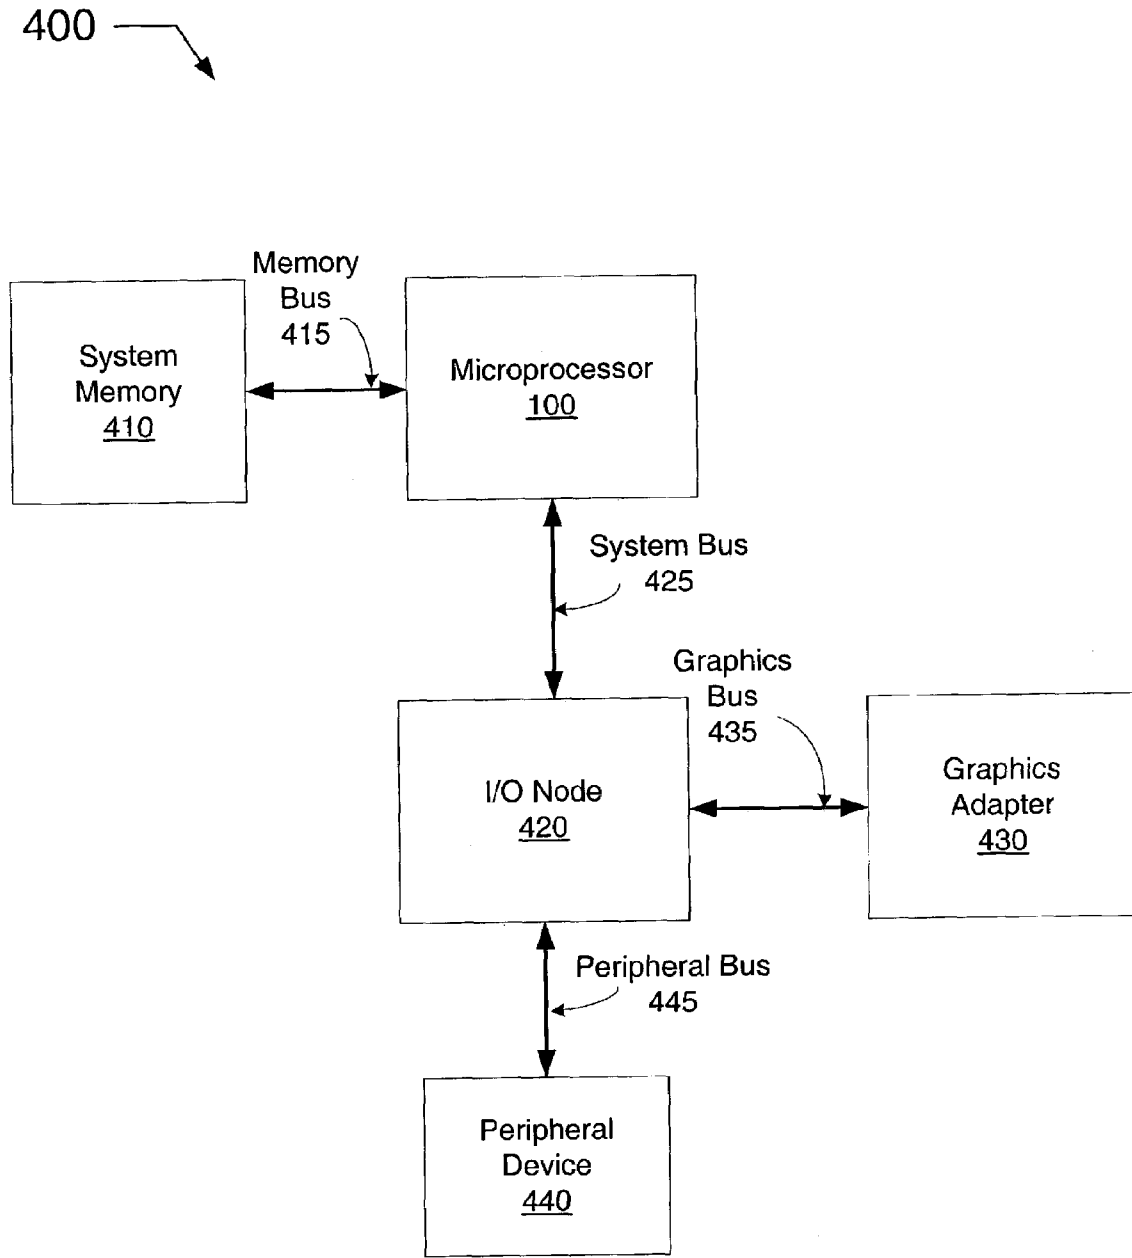 400
Memory
Bus
415
System
Memory
410
Microprocessor
100
System Bus
425
Graphics
Bus
435
I/O Node
420
Graphics
Adapter
430
Peripheral Bus
445
Peripheral
Device
440